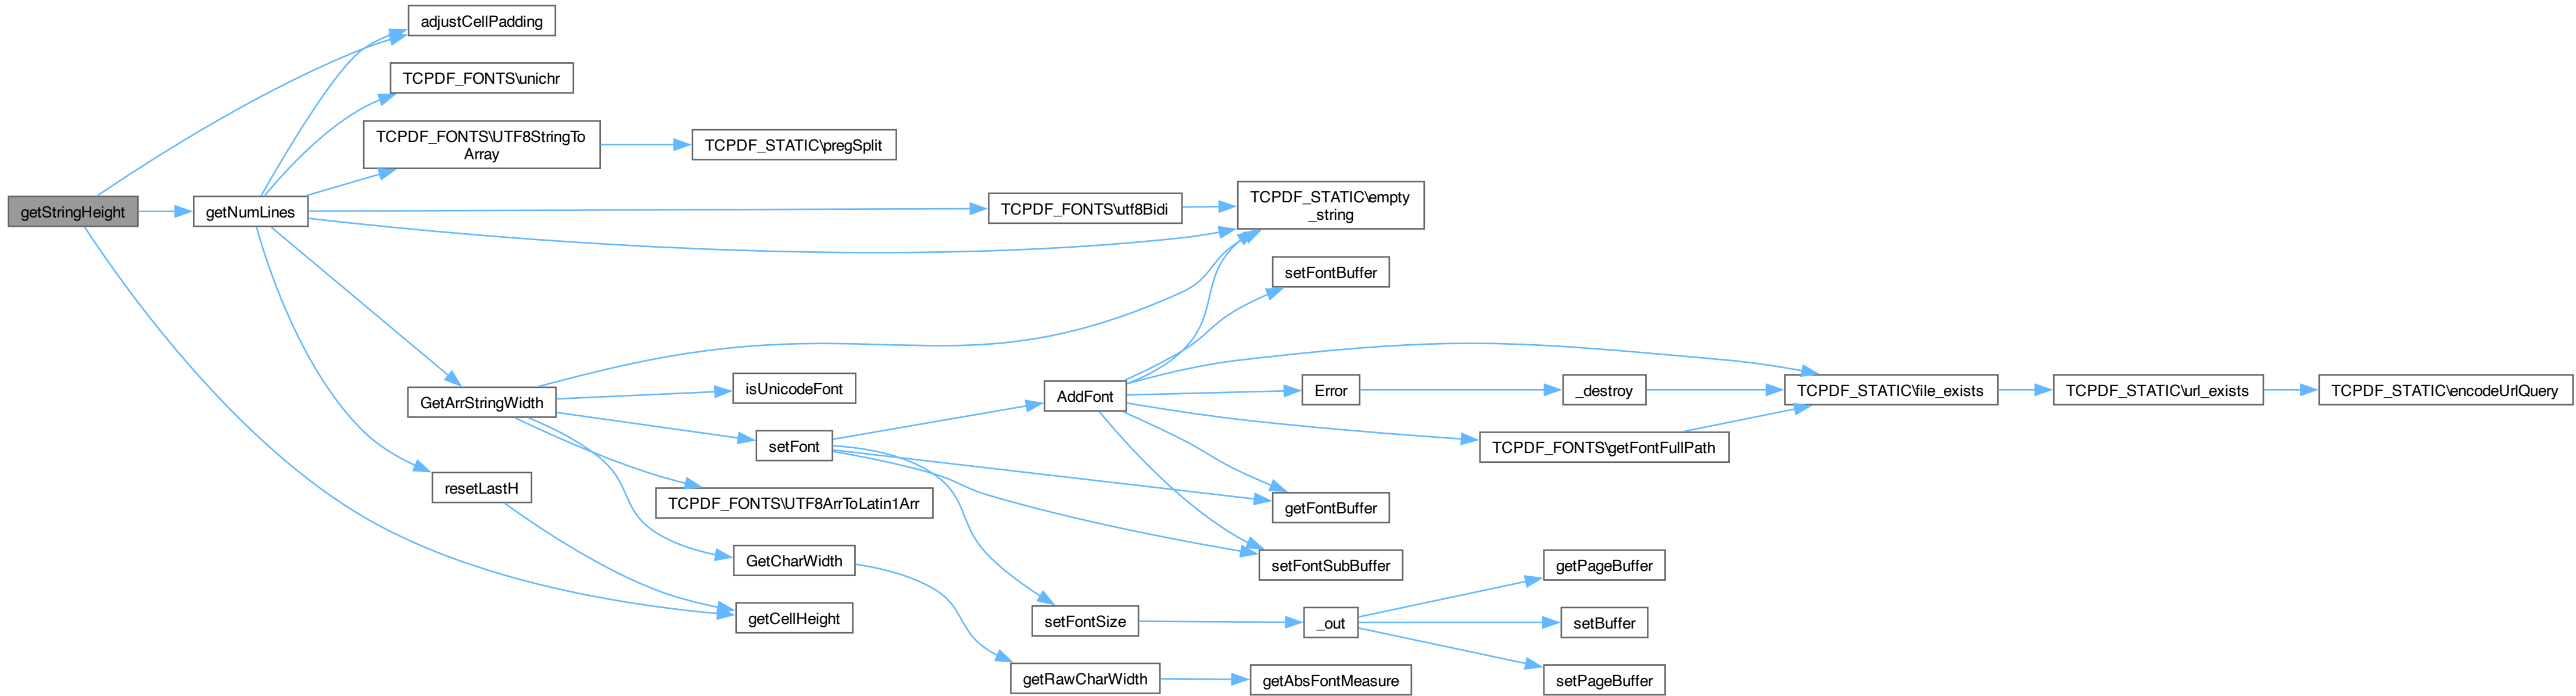 adjustCellPadding
TCPDF_FONTS\unichr
TCPDF_FONTS\UTF8StringTo
Array
TCPDF_STATIC\pregSplit
getStringHeight
getNumLines
TCPDF_FONTS\utf8Bidi
TCPDF_STATIC\empty
_string
setFontBuffer
GetArrStringWidth
isUnicodeFont
AddFont
Error
_destroy
TCPDF_STATIC\file_exists
TCPDF_STATIC\url_exists
TCPDF_STATIC\encodeUrlQuery
setFont
TCPDF_FONTS\getFontFullPath
resetLastH
TCPDF_FONTS\UTF8ArrToLatin1Arr
getFontBuffer
GetCharWidth
setFontSubBuffer
getPageBuffer
getCellHeight
setFontSize
_out
setBuffer
getRawCharWidth
getAbsFontMeasure
setPageBuffer